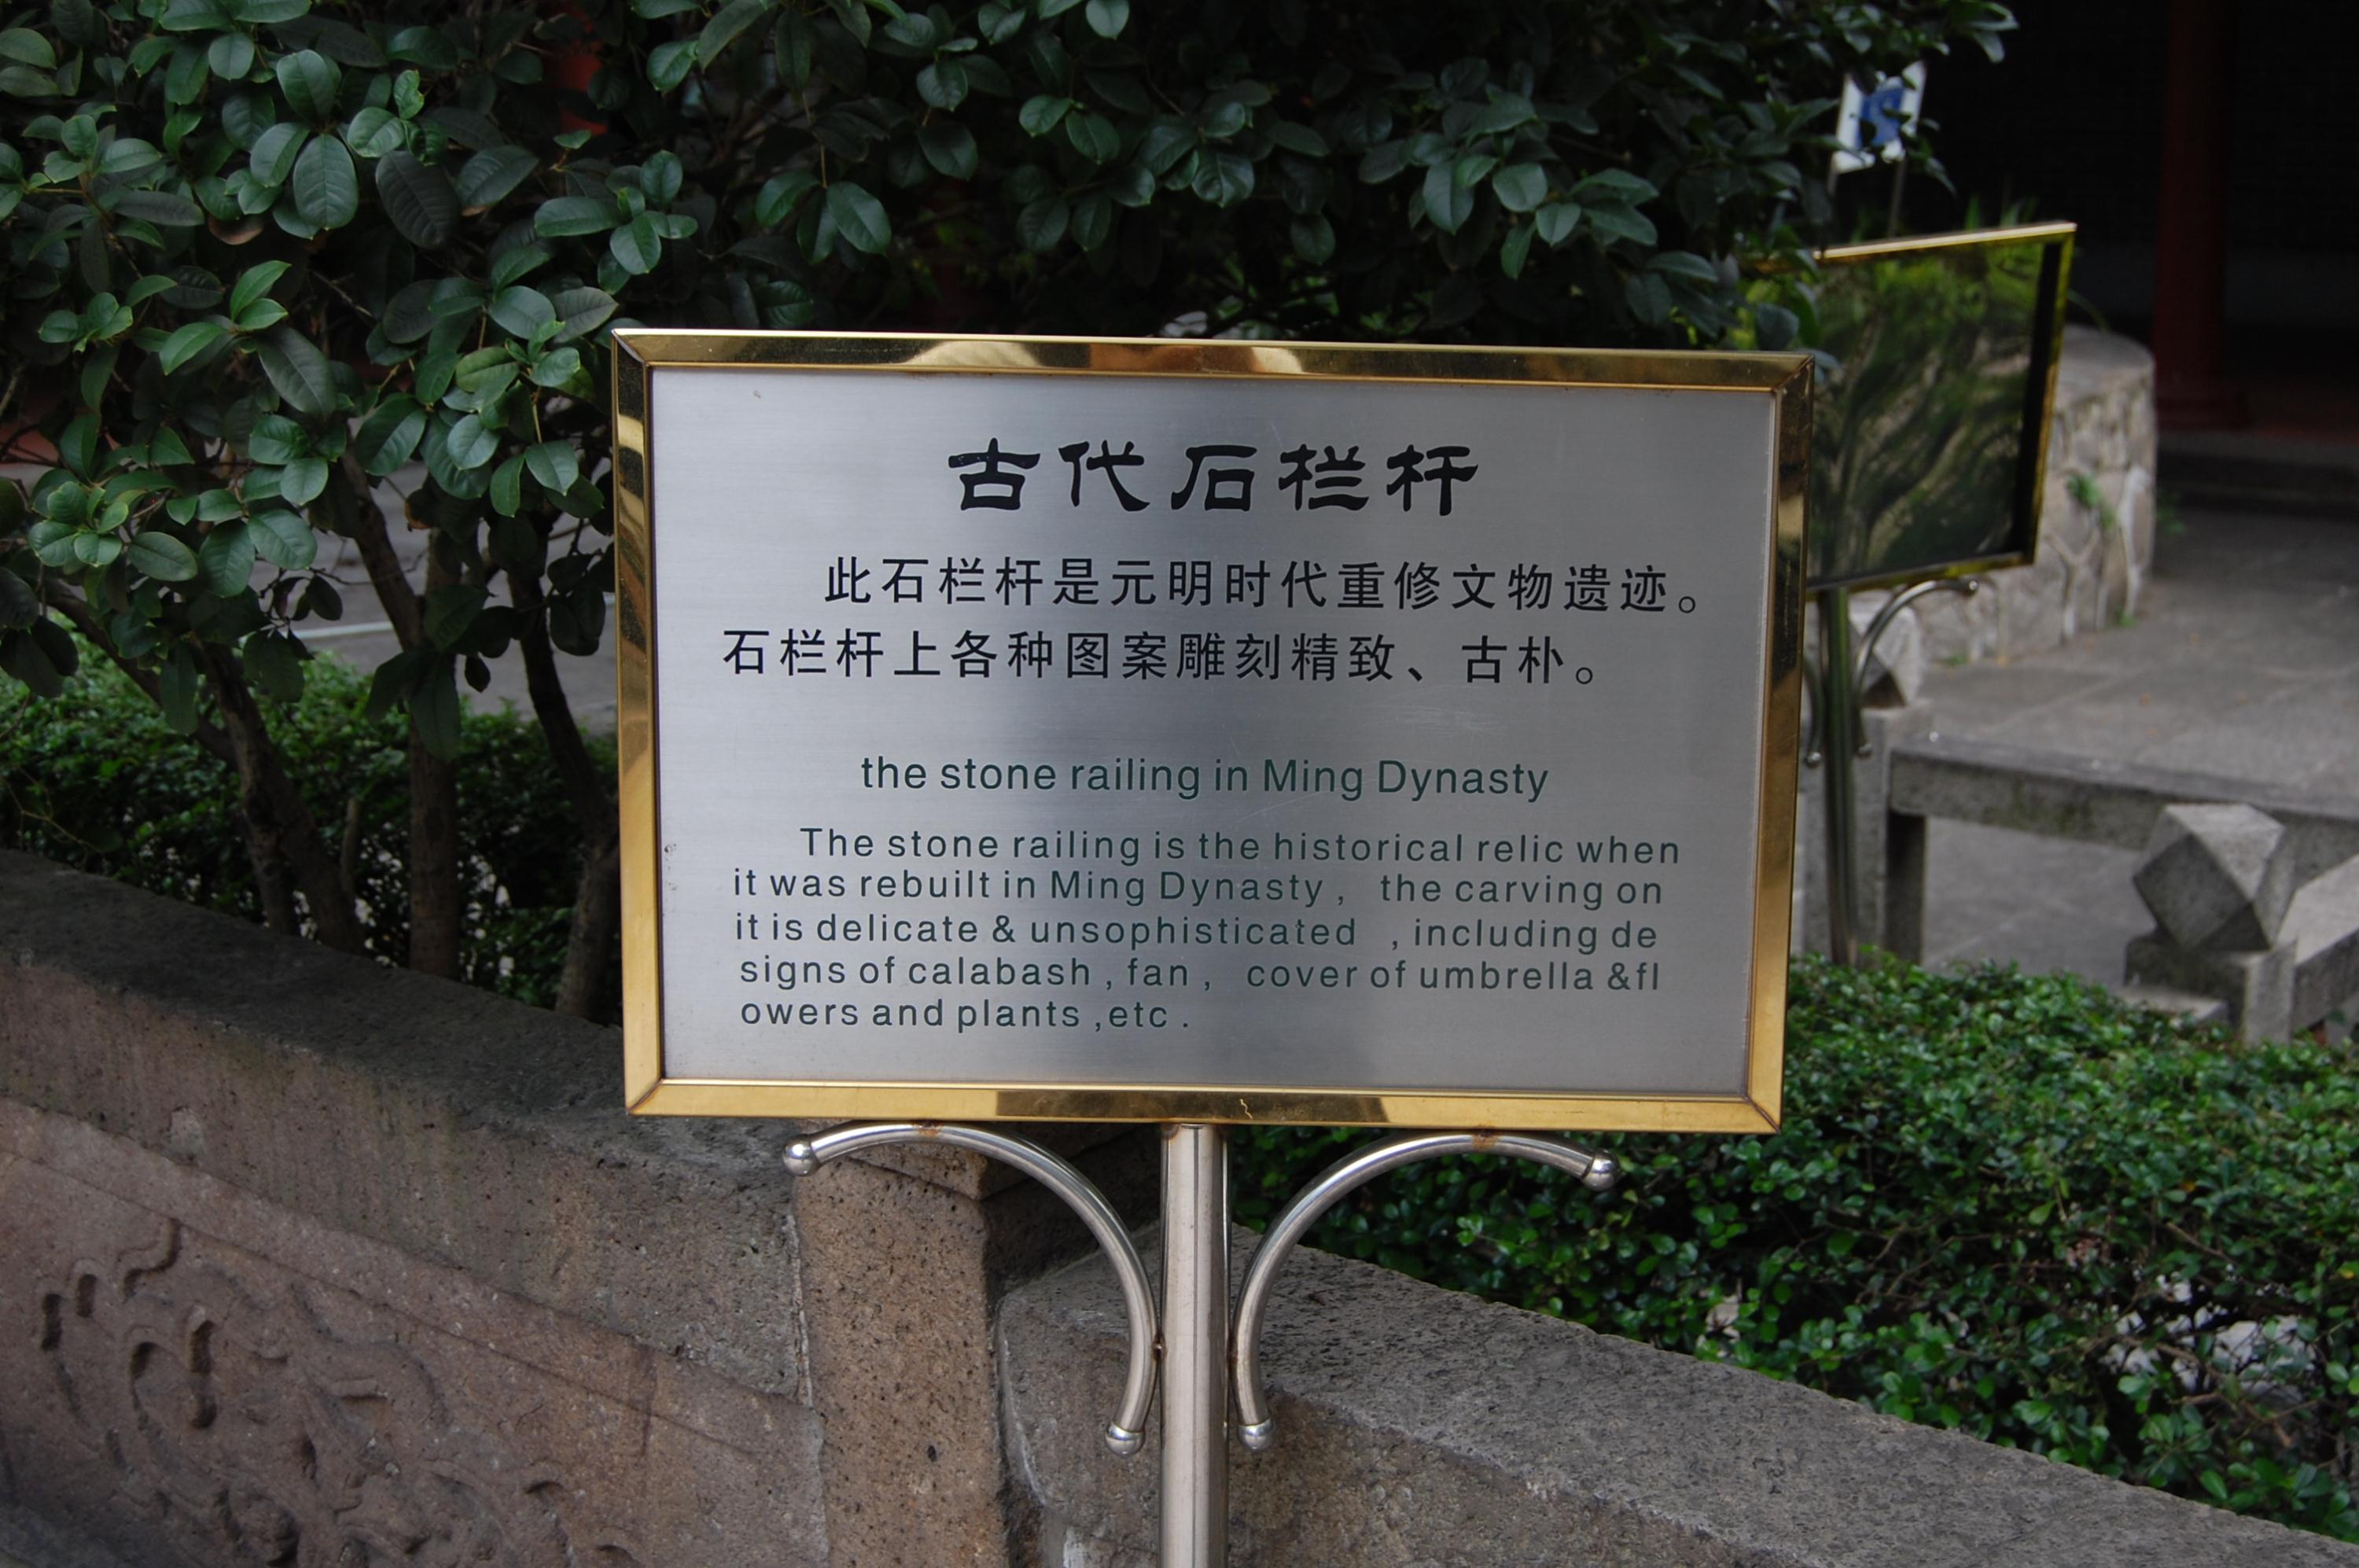 古代石栏杆
此石栏杆是元明时代重修文物遗迹。
石栏杆上各种图案雕刻精致、古朴。
the stone railing in Ming Dynasty
The stone railing is the historical relic when
it was rebuilt in Ming Dynasty , the carving on
it is delicate & unsophisticated , including de
signs of calabash , fan , cover of umbrella &fl
owers and plants ,etc .